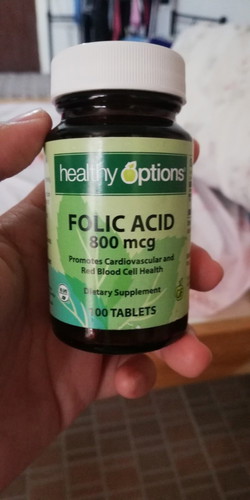 healthy options
FOLIC ACID
800 mcg
Promotes Cardiovascular and
Red Blood Cell Health
Dietary Supplement
100 TABLETS